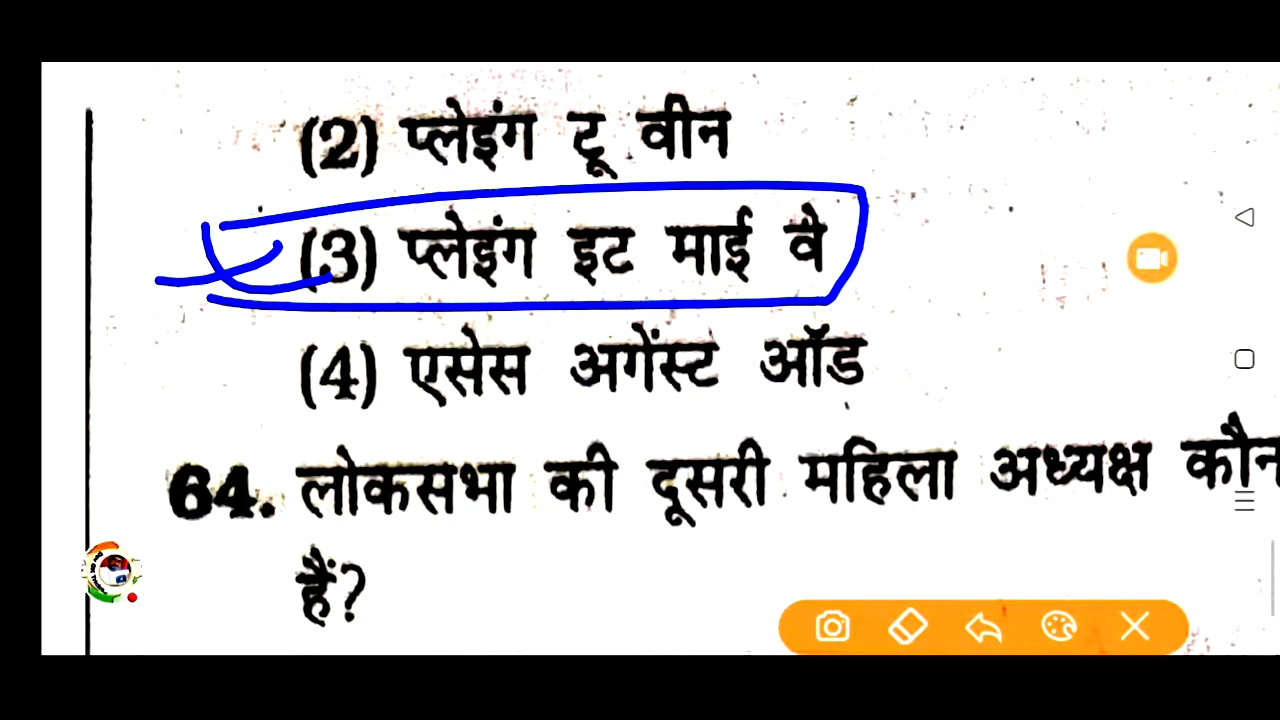 (2) प्लेइंग टू वीन
(3) प्लेइंग इट माई वै
(4) एसेस अगेंस्ट ऑड
64. लोकसभा की दूसरी महिला अध्यक्ष कौन
हैं?